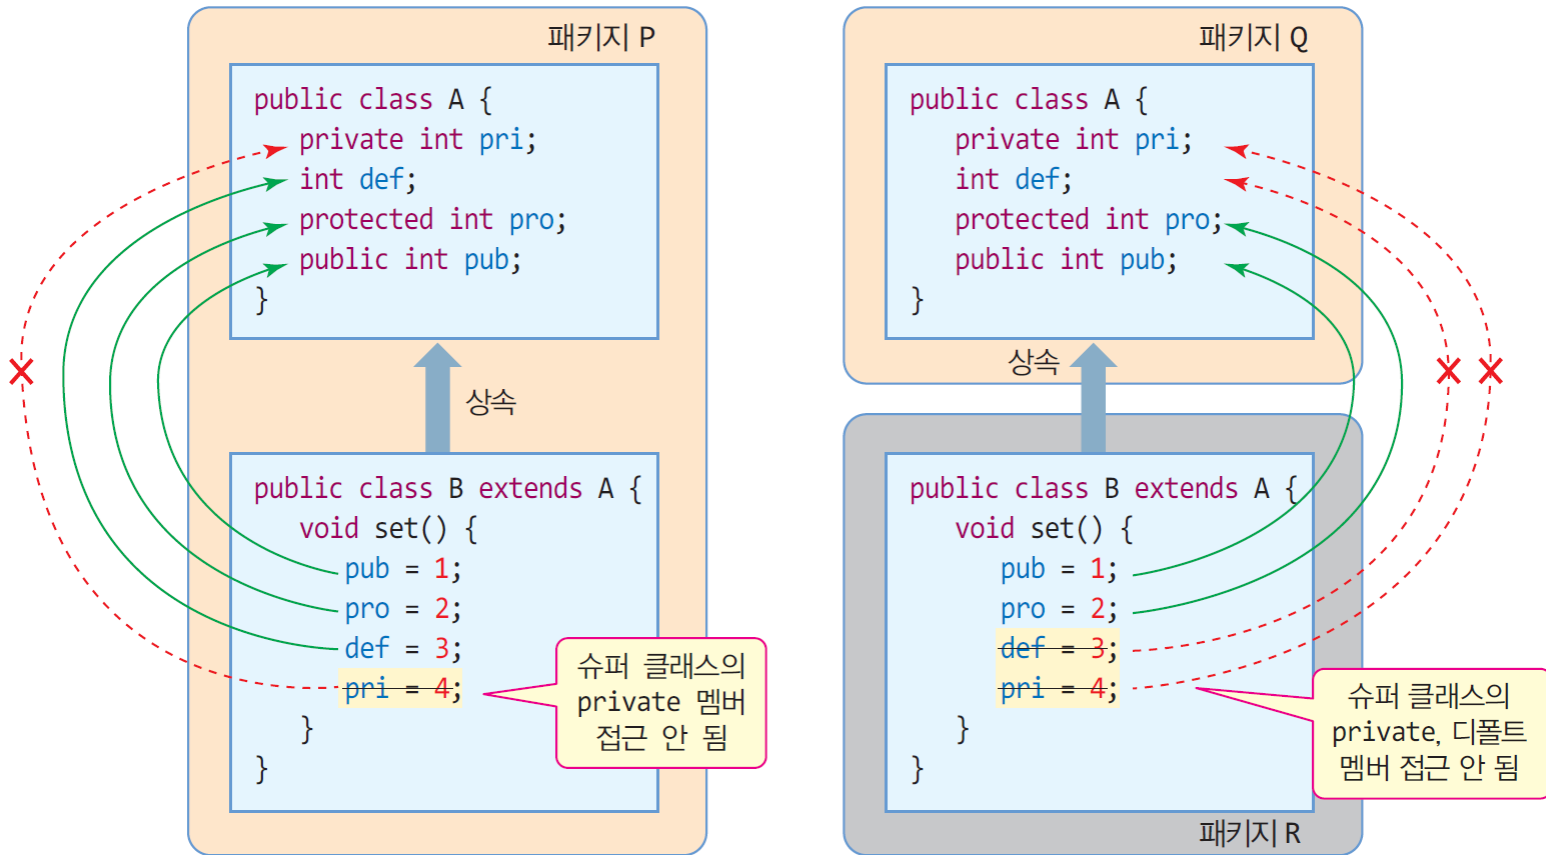 패키지 P
public class A {
private int pri;
int def;
protected int pro;
public int pub;
}
상속
public class B extends A {
void set() {
pub = 1;
pro = 2;
def = 3;
pri = 4;
}
}
슈퍼 클래스의
private 멤버
접근 안 됨
패키지 Q
public class A {
private int pri;
int def;
protected int pro;
public int pub;
}
상속
public class B extends A {
void set() {
pub = 1;
pro = 2;
def = 3;
pri = 4;
}
}
슈퍼 클래스의
private, 디폴트
멤버 접근 안 됨
패키지 R